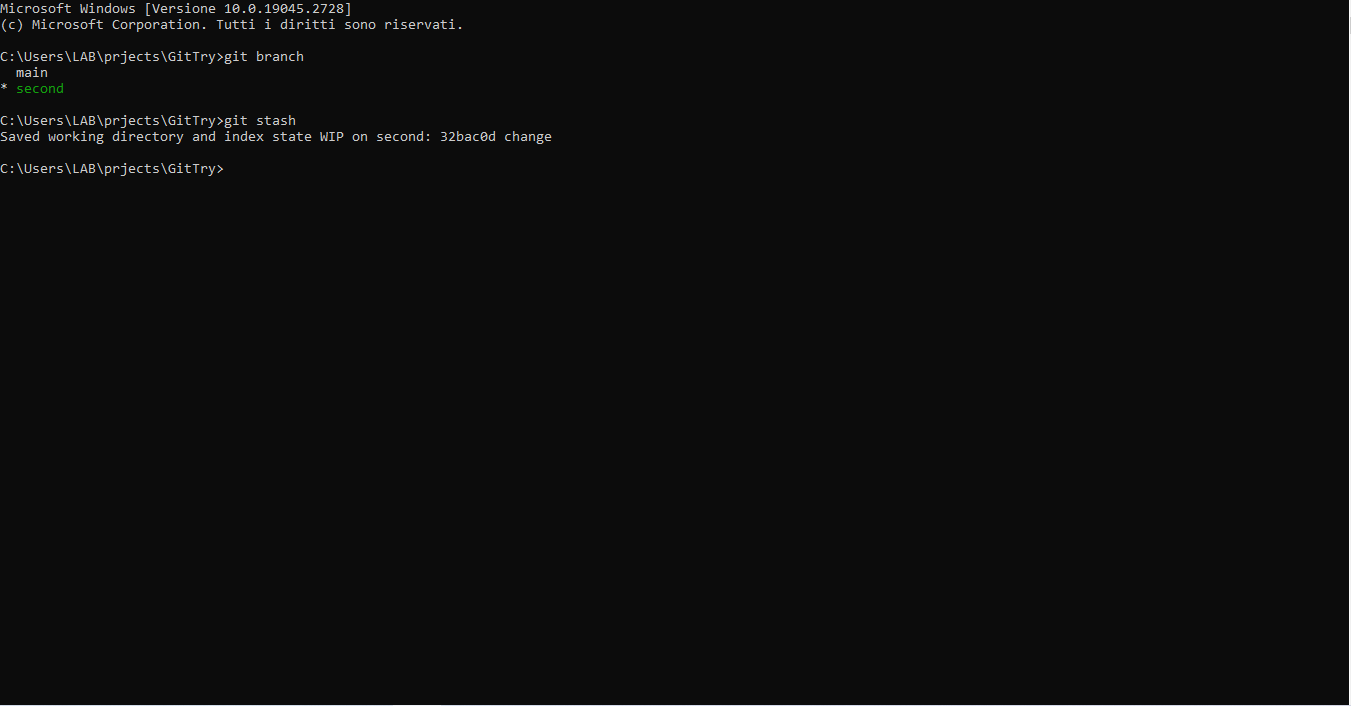 Microsoft Windows [Versione 10.0.19045.2728]
(c) Microsoft Corporation. Tutti i diritti sono riservati.
C:\Users\LAB\prjects\GitTry>git branch
  main
* second
C:\Users\LAB\prjects\GitTry>git stash
Saved working directory and index state WIP on second: 32bac0d change
C:\Users\LAB\prjects\GitTry>